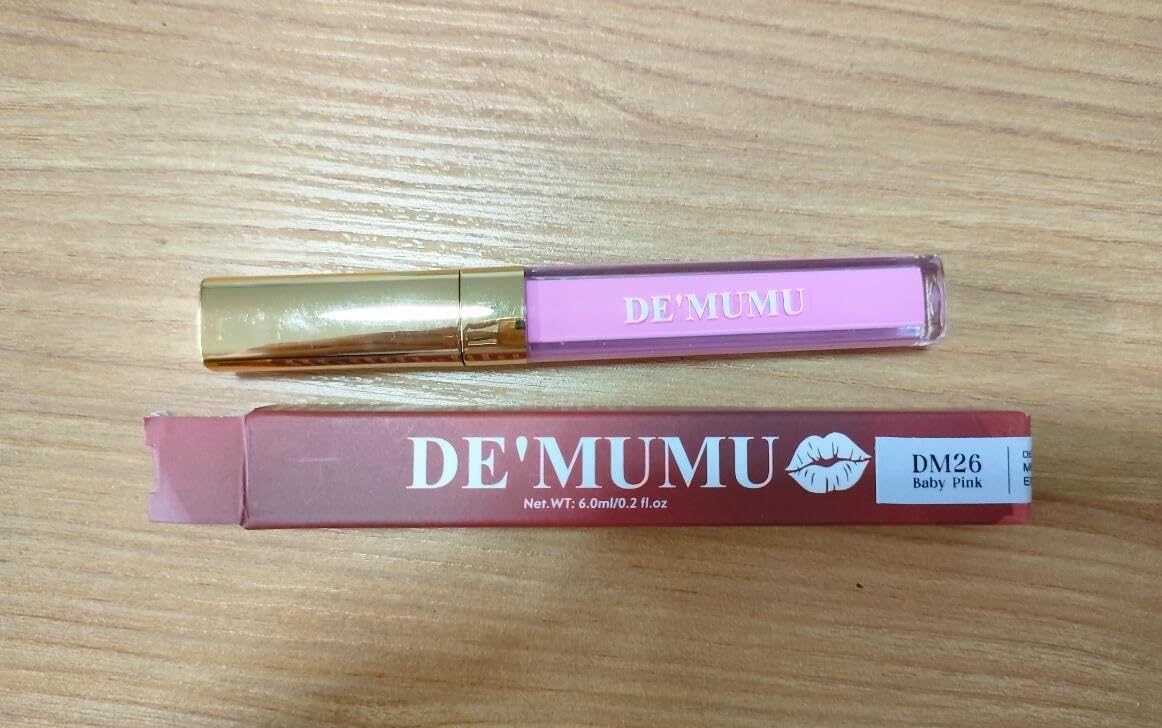 DE'MUMU
DE'MUMU
Net.WT: 6.0ml/0.2 fl.oz
DM26
Baby Pink